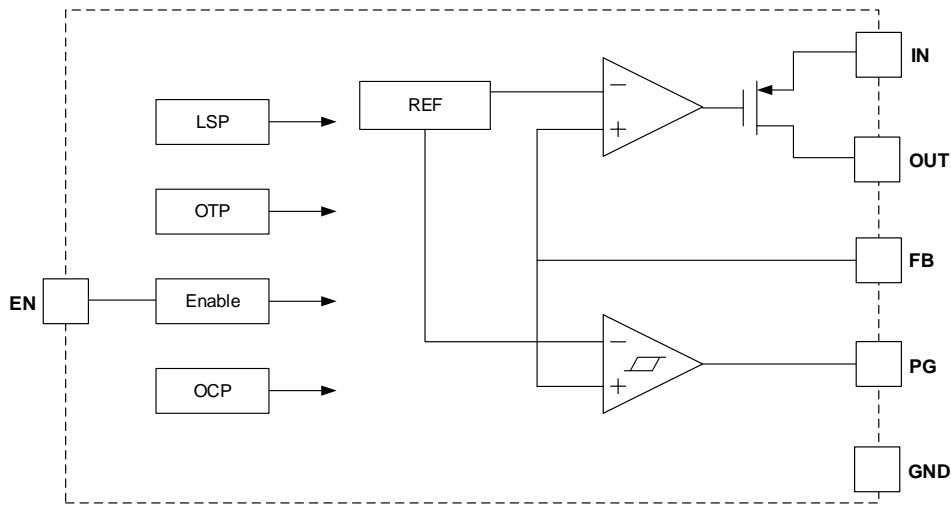 IN
REF
LSP
OUT
OTP
FB
EN
Enable
PG
OCP
GND